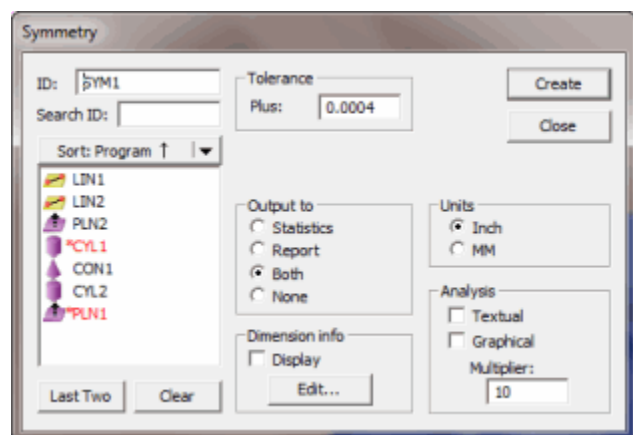 Symmetry
ID: SYM1
Search ID:
Sort: Program ↑
LIN1
LIN2
PLN2
*CYL1
CON1
CYL2
*PLN1
Last Two
Clear
Tolerance
Plus: 0.0004
Output to
Statistics
Report
Both
None
Dimension info
Display
Edit...
Create
Close
Units
Inch
MM
Analysis
Textual
Graphical
Multiplier:
10